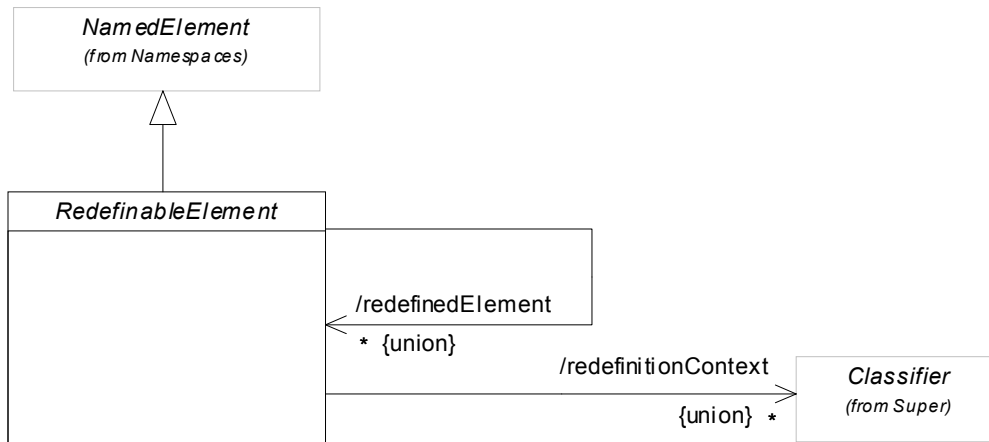 NamedElement
(from Namespaces)
RedefinableElement
/redefinedElement
* {union}
/redefinitionContext
{union} *
Classifier
(from Super)